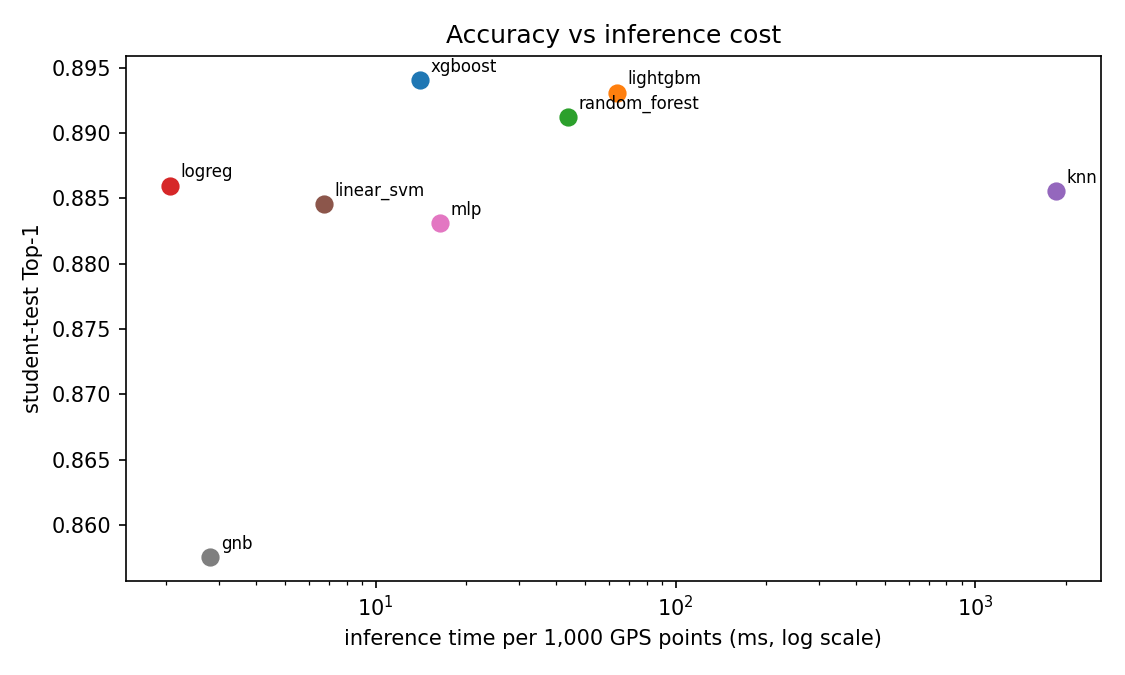 Accuracy vs inference cost
0.895
0.890
0.885
0.880
0.875
0.870
0.865
0.860
student-test Top-1
xgboost
lightgbm
random_forest
logreg
linear_svm
mlp
knn
gnb
10¹
10²
10³
inference time per 1,000 GPS points (ms, log scale)